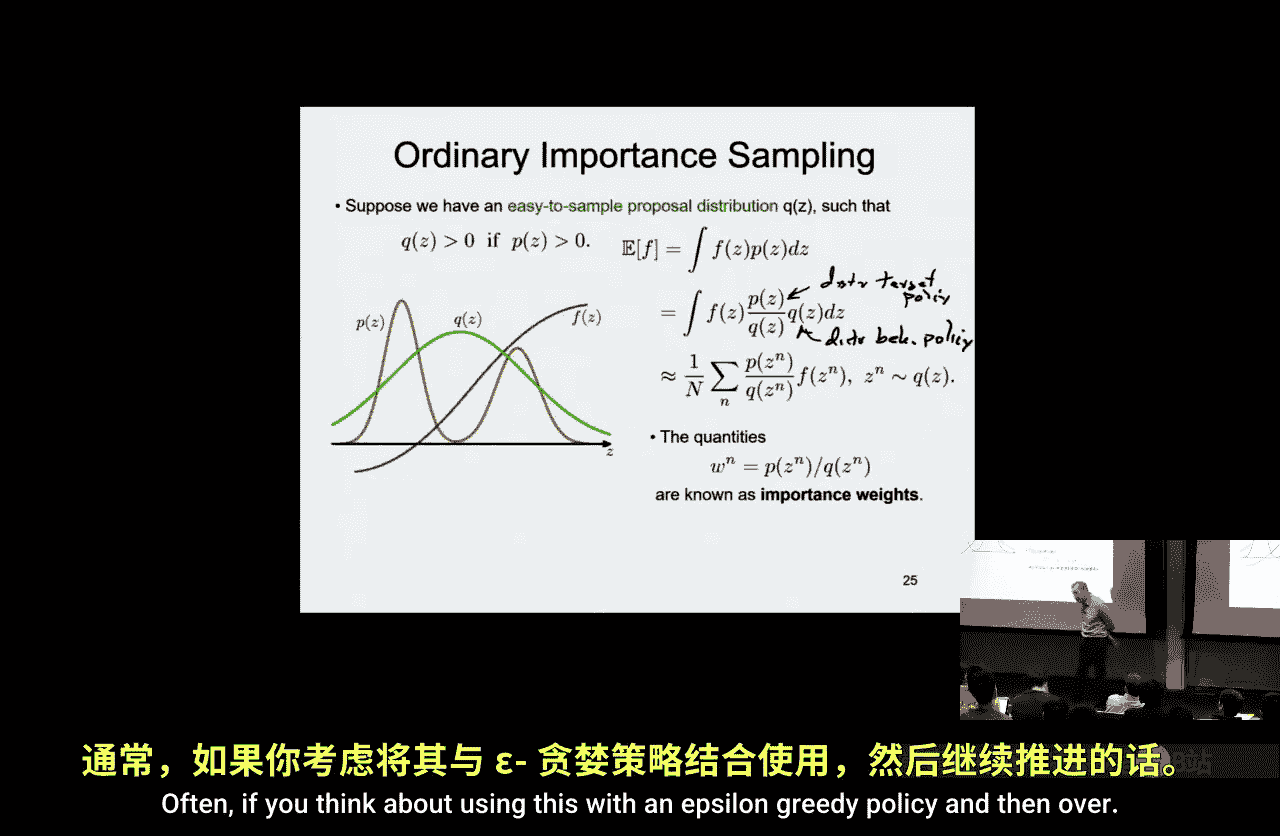 Ordinary Importance Sampling
• Suppose we have an easy-to-sample proposal distribution q(z), such that
q(z) > 0 if p(z) > 0.
𝔼[f] = ∫ f(z)p(z)dz
= ∫ f(z) p(z)/q(z) q(z)dz
distr target
policy
distr beh. policy
≈ 1/N ∑n p(zⁿ)/q(zⁿ) f(zⁿ), zⁿ ∼ q(z).
p(z)
q(z)
f(z)
z
• The quantities
wⁿ = p(zⁿ)/q(zⁿ)
are known as importance weights.
25
通常，如果你考虑将其与 ε- 贪婪策略结合使用，然后继续推进的话。
Often, if you think about using this with an epsilon greedy policy and then over.